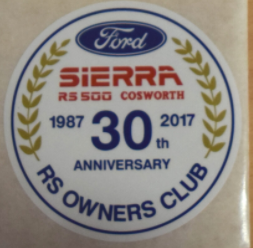 Ford
SIERRA
RS500 COSWORTH
1987 30th 2017
ANNIVERSARY
RS OWNERS CLUB